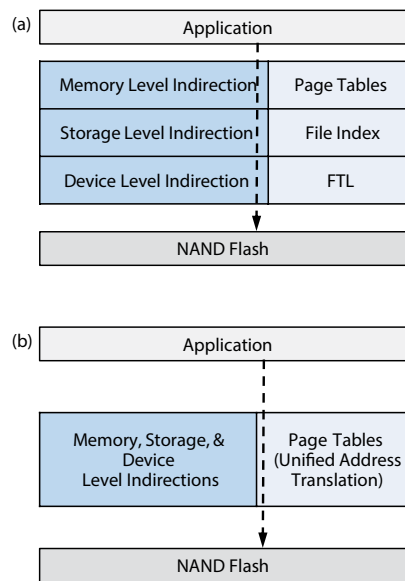 (a)
Application
Memory Level Indirection
Page Tables
Storage Level Indirection
File Index
Device Level Indirection
FTL
NAND Flash
(b)
Application
Memory, Storage, &
Device
Level Indirections
Page Tables
(Unified Address
Translation)
NAND Flash